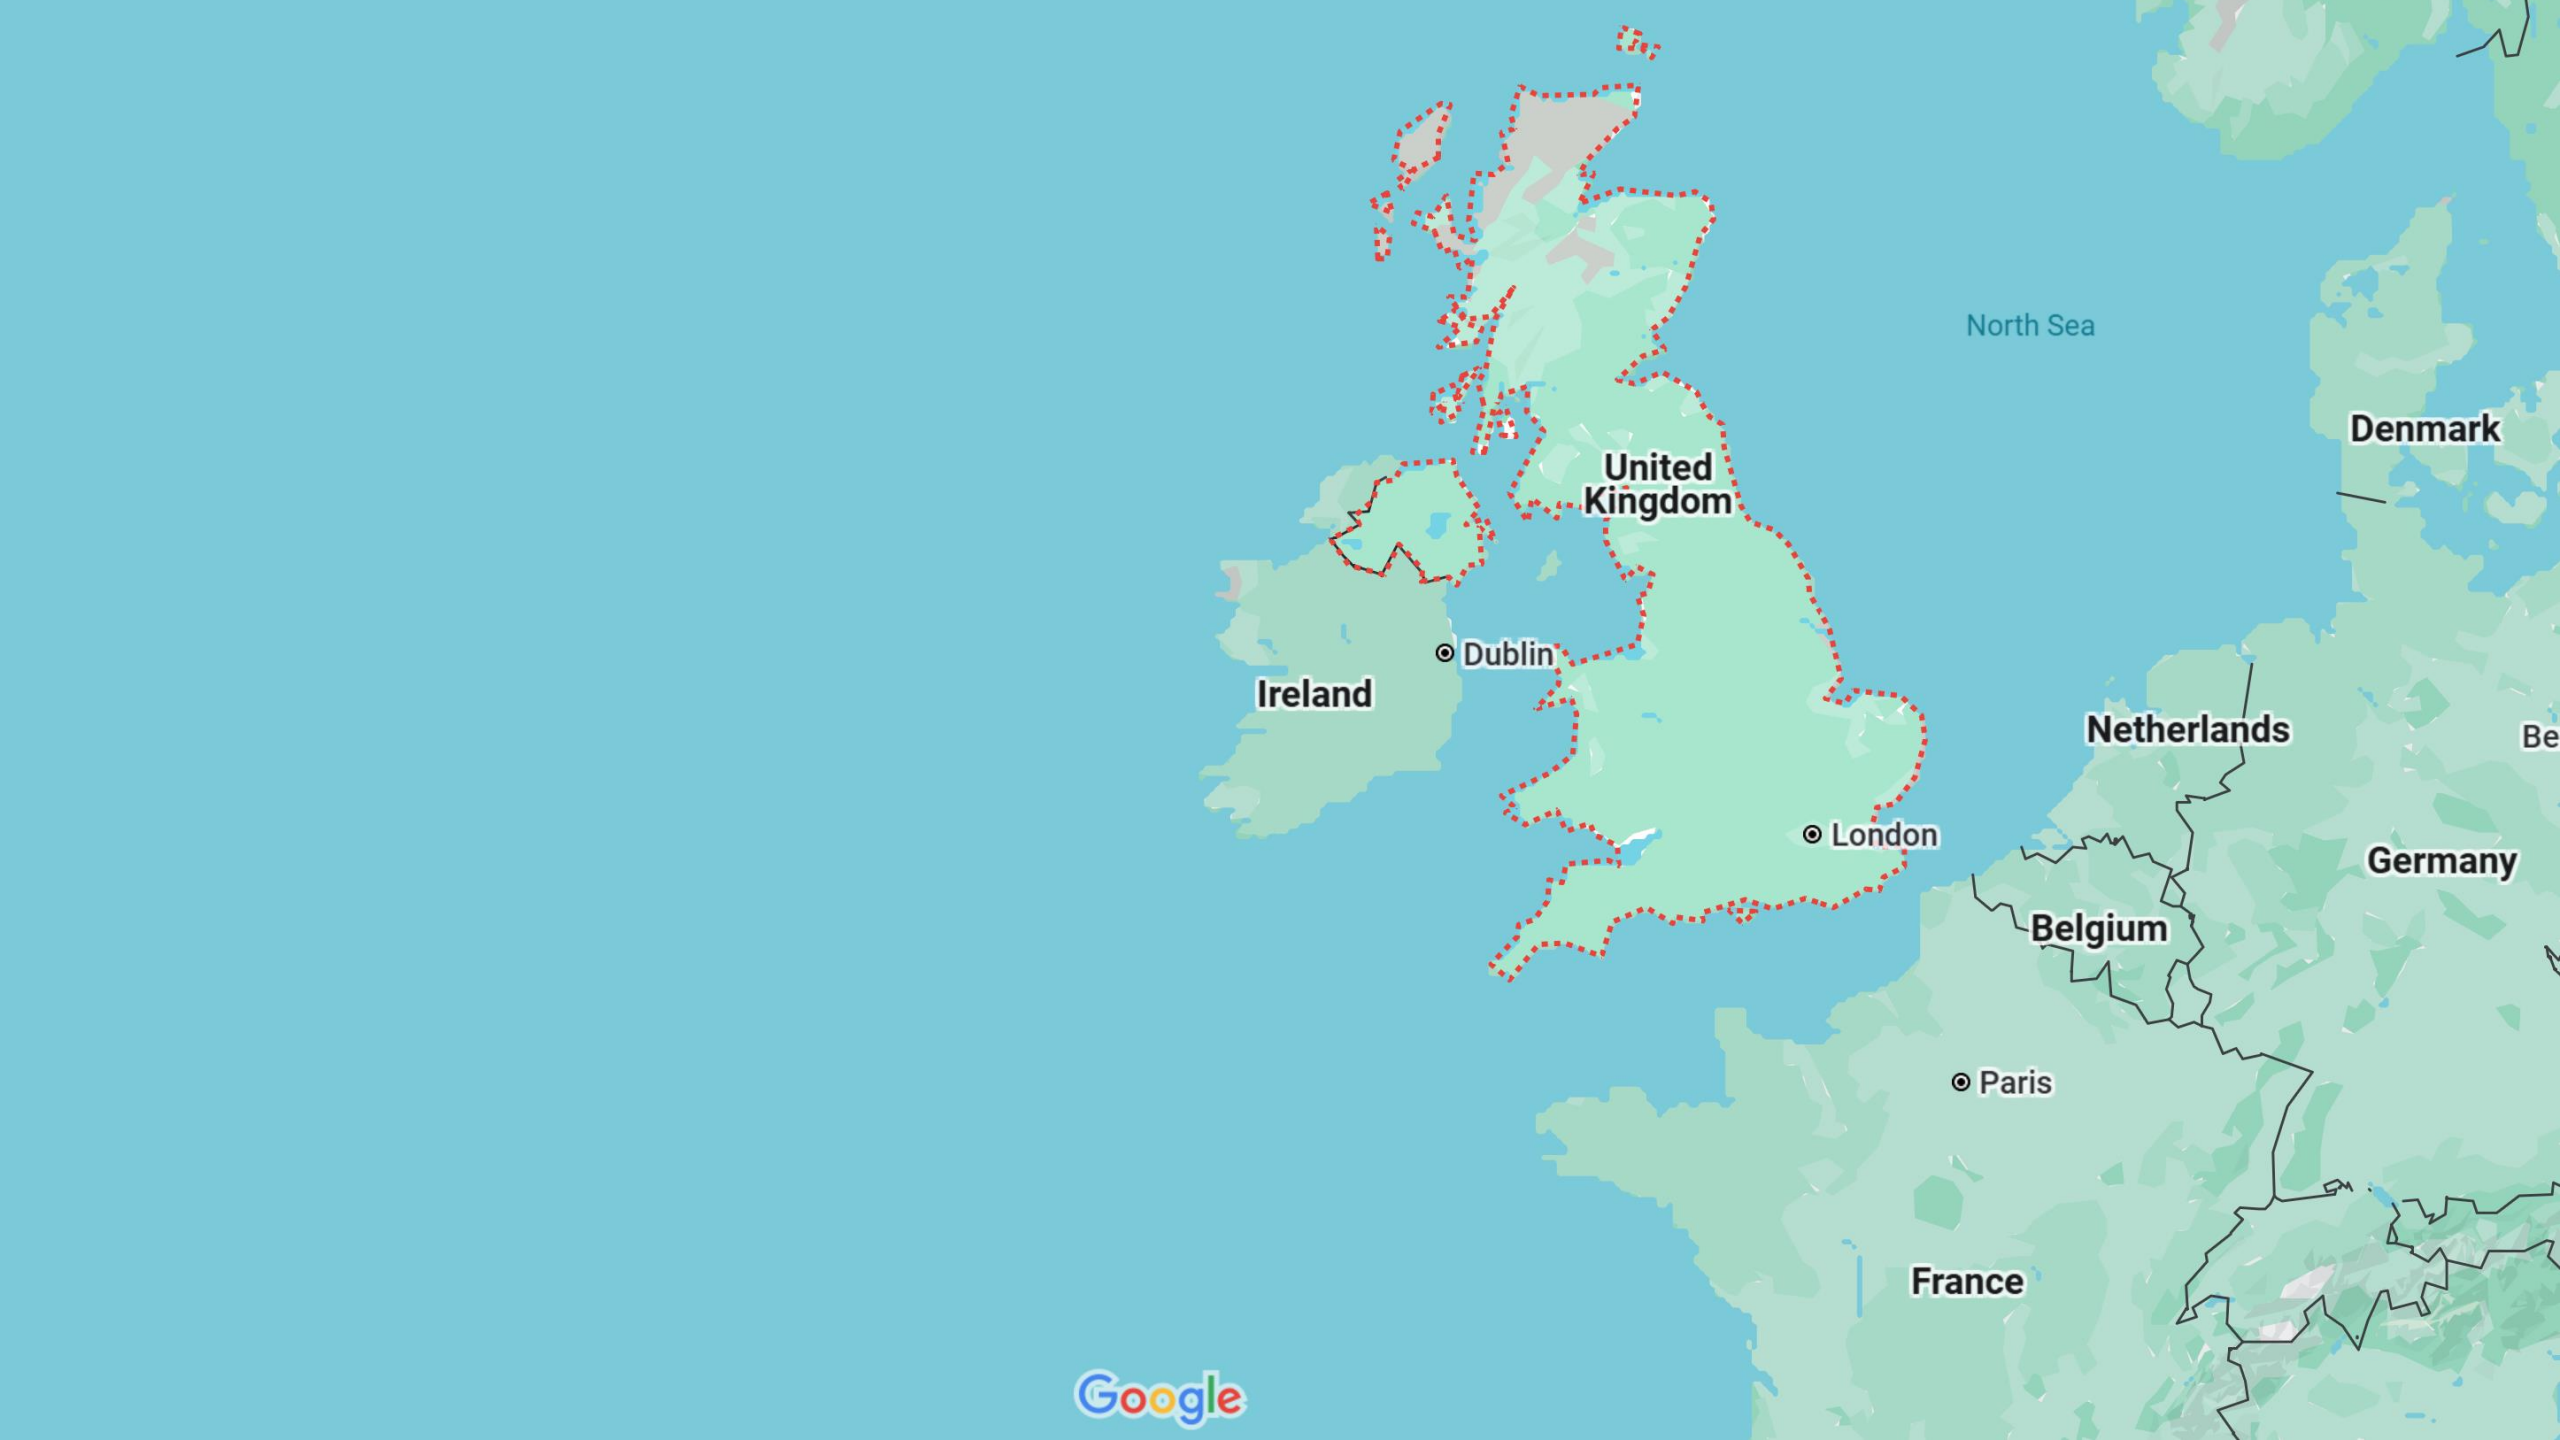 North Sea
Denmark
United
Kingdom
Dublin
Ireland
Netherlands
Be
London
Germany
Belgium
Paris
France
Google